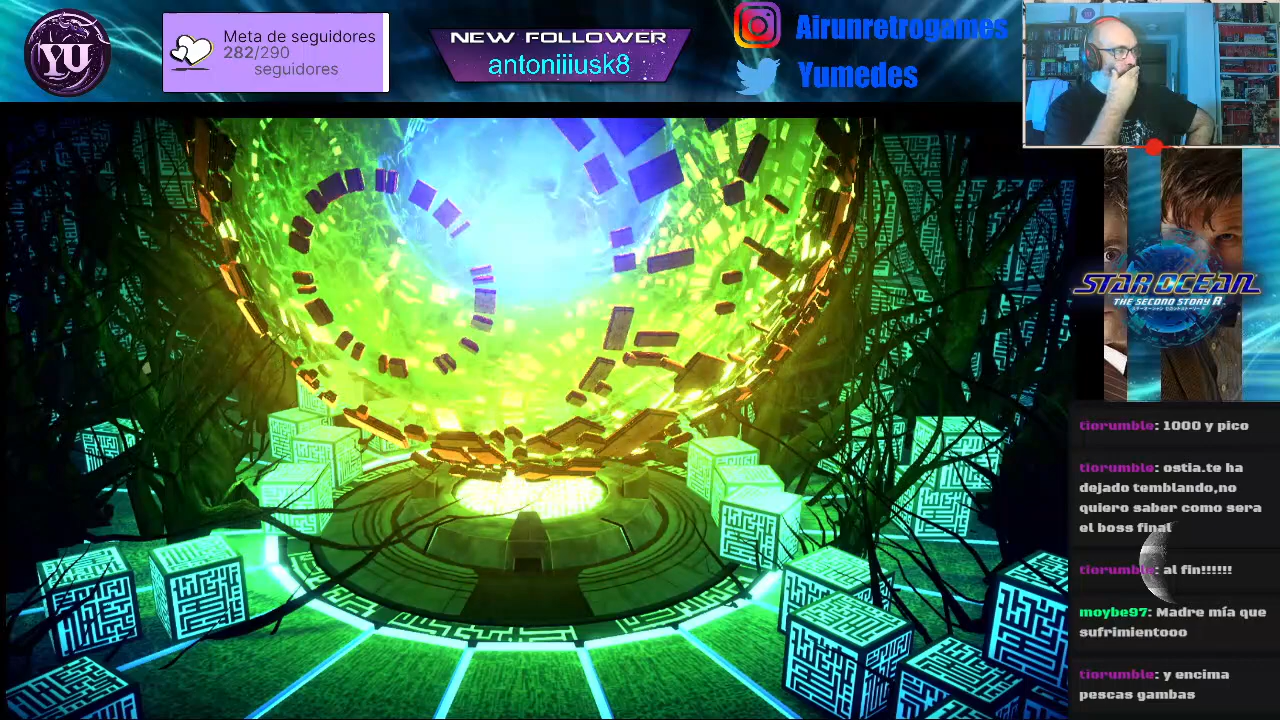 YU
Meta de seguidores
282/290
seguidores
NEW FOLLOWER
antoniiiusk8
Airunretrogames
Yumedes
STAR OCEAN
THE SECOND STORY R
tiorumble: 1000 y pico
tiorumble: ostia.te ha
dejado temblando,no
quiero saber como sera
el boss final
tiorumble: al fin!!!!!!
moybe97: Madre mía que
sufrimientooo
tiorumble: y encima
pescas gambas